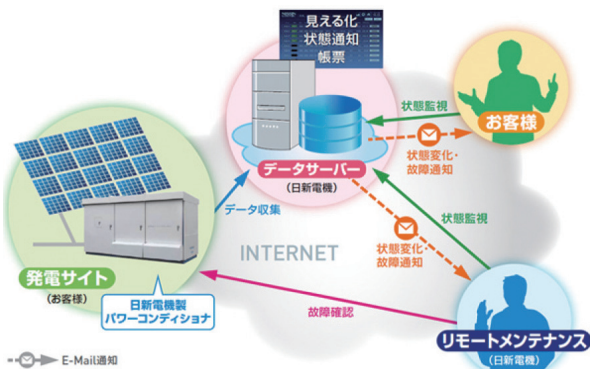 見える化
状態通知
帳票
状態監視
お客様
状態変化・
故障通知
データサーバー
(日新電機)
データ収集
状態監視
INTERNET
状態変化・
故障通知
発電サイト
(お客様)
日新電機製
パワーコンディショナ
故障確認
リモートメンテナンス
(日新電機)
E-Mail通知